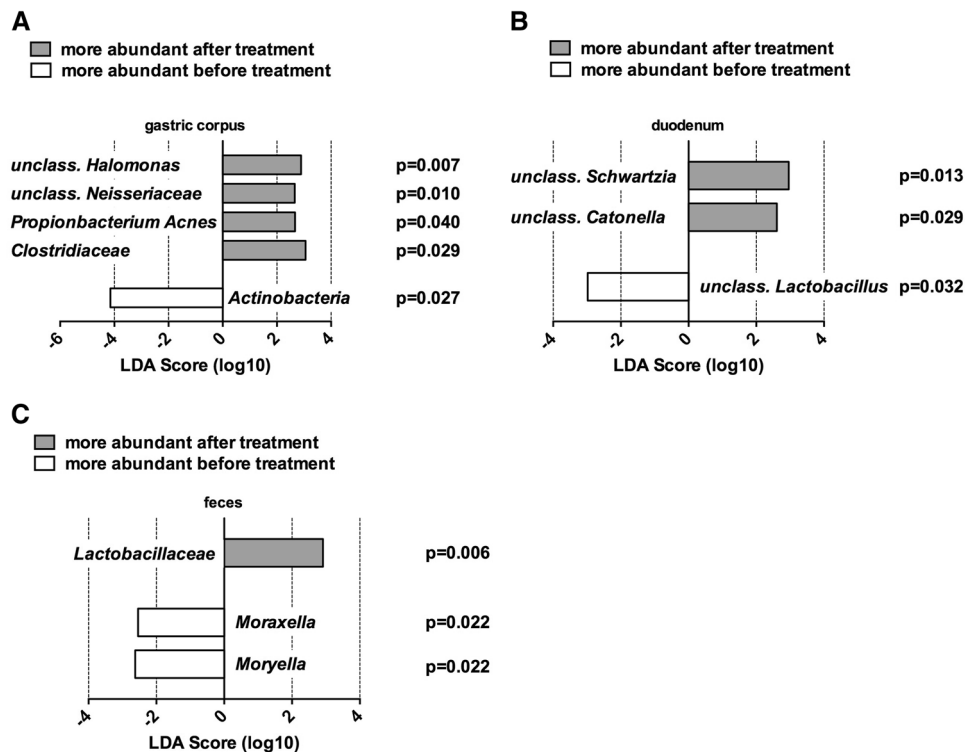 A
more abundant after treatment
more abundant before treatment
gastric corpus
unclass. Halomonas p=0.007
unclass. Neisseriaceae p=0.010
Propionbacterium Acnes p=0.040
Clostridiaceae p=0.029
Actinobacteria p=0.027
-6 -4 -2 0 2 4
LDA Score (log10)
B
more abundant after treatment
more abundant before treatment
duodenum
unclass. Schwartzia p=0.013
unclass. Catonella p=0.029
unclass. Lactobacillus p=0.032
-4 -2 0 2 4
LDA Score (log10)
C
more abundant after treatment
more abundant before treatment
feces
Lactobacillaceae p=0.006
Moraxella p=0.022
Moryella p=0.022
-4 -2 0 2 4
LDA Score (log10)